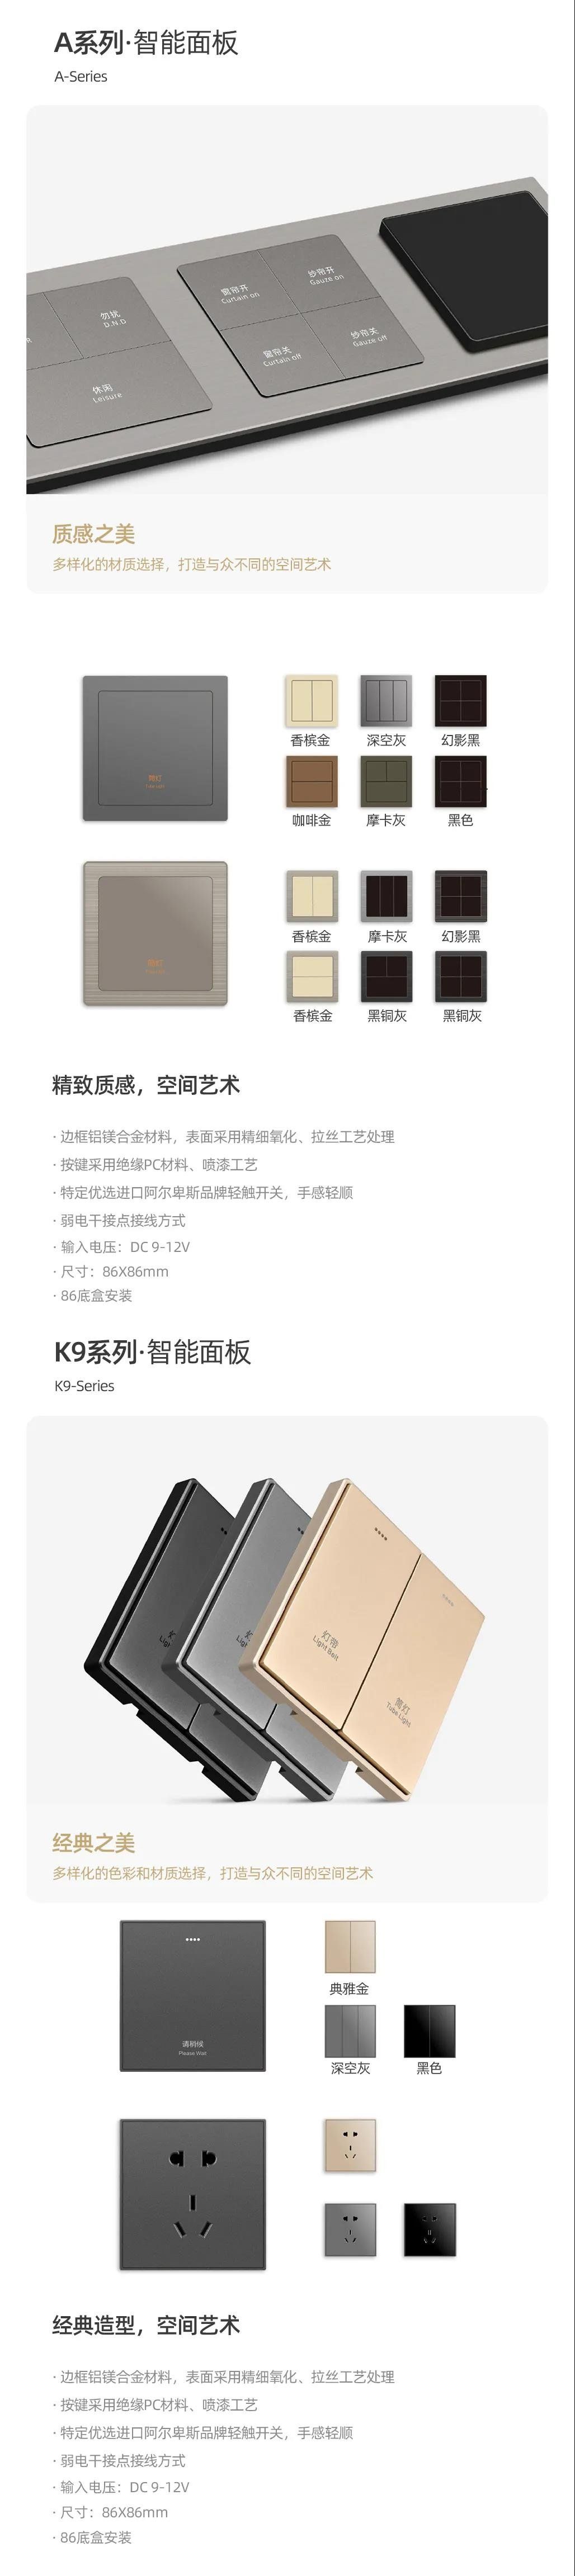 A系列·智能面板
A-Series
勿扰
D.N.D
休闲
Leisure
窗帘开
Curtain on
纱帘开
Gauze on
窗帘关
Curtain off
纱帘关
Gauze off
质感之美
多样化的材质选择，打造与众不同的空间艺术
筒灯
香槟金
深空灰
幻影黑
咖啡金
摩卡灰
黑色
筒灯
香槟金
摩卡灰
幻影黑
香槟金
黑铜灰
黑铜灰
精致质感，空间艺术
· 边框铝镁合金材料，表面采用精细氧化、拉丝工艺处理
· 按键采用绝缘PC材料、喷漆工艺
· 特定优选进口阿尔卑斯品牌轻触开关，手感轻顺
· 弱电干接点接线方式
· 输入电压：DC 9-12V
· 尺寸：86X86mm
· 86底盒安装
K9系列·智能面板
K9-Series
灯带
Light Belt
筒灯
Tube Light
经典之美
多样化的色彩和材质选择，打造与众不同的空间艺术
请稍候
Please Wait
典雅金
深空灰
黑色
经典造型，空间艺术
· 边框铝镁合金材料，表面采用精细氧化、拉丝工艺处理
· 按键采用绝缘PC材料、喷漆工艺
· 特定优选进口阿尔卑斯品牌轻触开关，手感轻顺
· 弱电干接点接线方式
· 输入电压：DC 9-12V
· 尺寸：86X86mm
· 86底盒安装